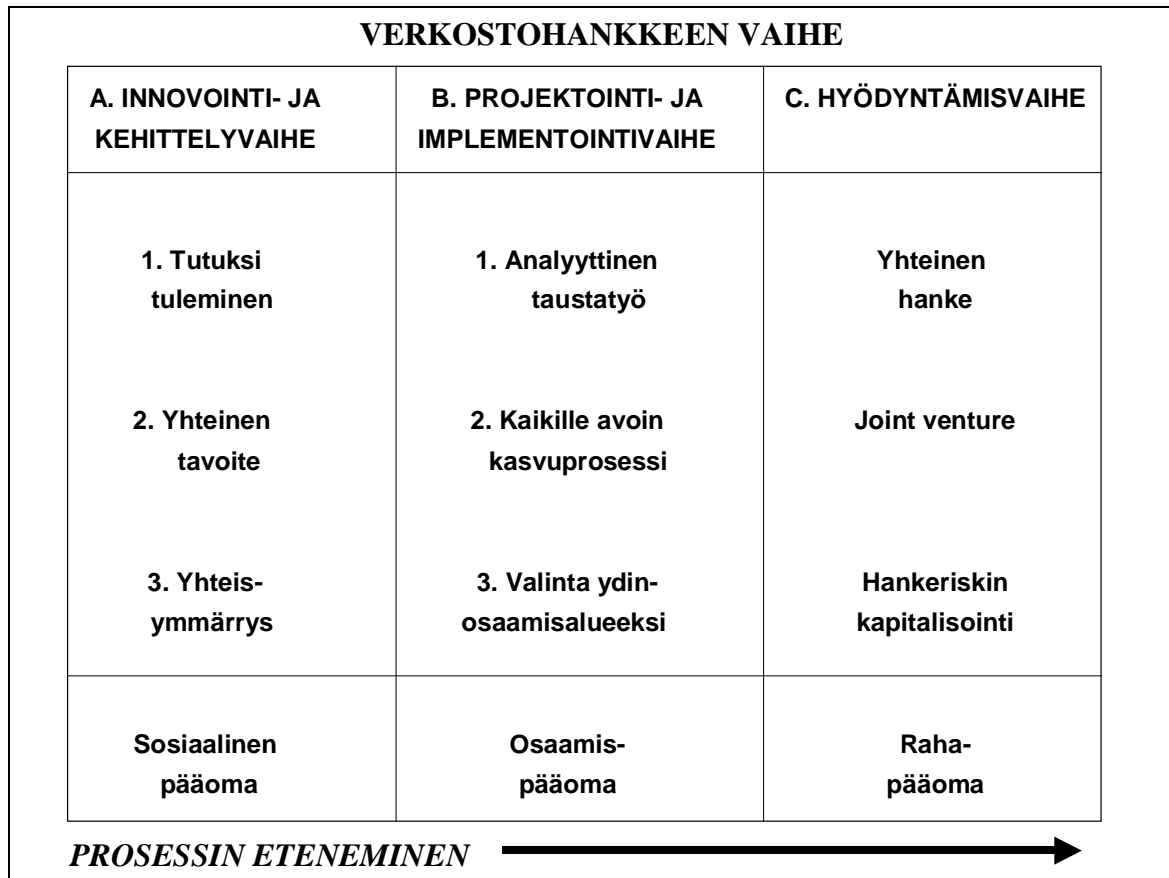 VERKOSTOHANKKEEN VAIHE
A. INNOVOINTI- JA
KEHITTELYVAIHE
B. PROJEKTOINTI- JA
IMPLEMENTOINTIVAIHE
C. HYÖDYNTÄMISVAIHE
1. Tutuksi
tuleminen
1. Analyyttinen
taustatyö
Yhteinen
hanke
2. Yhteinen
tavoite
2. Kaikille avoin
kasvuprosessi
Joint venture
3. Yhteis-
ymmärrys
3. Valinta ydin-
osaamisalueeksi
Hankeriskin
kapitalisointi
Sosiaalinen
pääoma
Osaamis-
pääoma
Raha-
pääoma
PROSESSIN ETENEMINEN